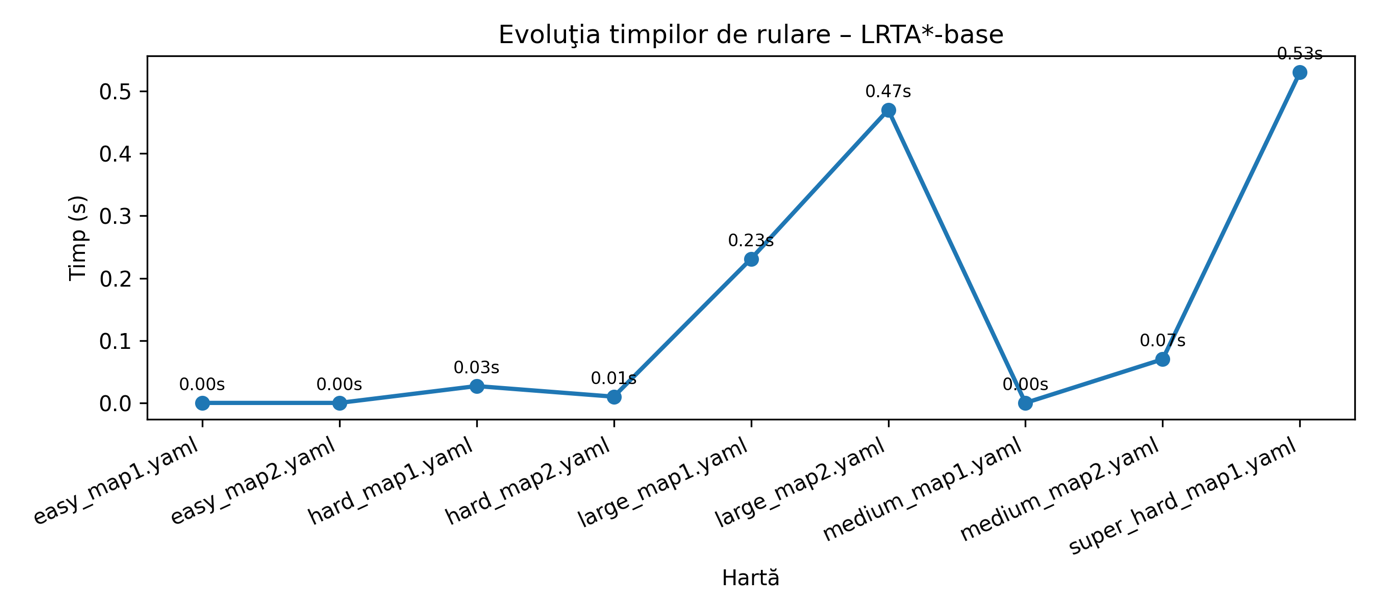 Evoluţia timpilor de rulare – LRTA*-base
0.53s
0.5
0.47s
0.4
0.3
Timp (s)
0.23s
0.2
0.1
0.07s
0.03s
0.00s
0.00s
0.01s
0.00s
0.0
easy_map1.yaml
easy_map2.yaml
hard_map1.yaml
hard_map2.yaml
large_map1.yaml
large_map2.yaml
medium_map1.yaml
medium_map2.yaml
super_hard_map1.yaml
Hartă